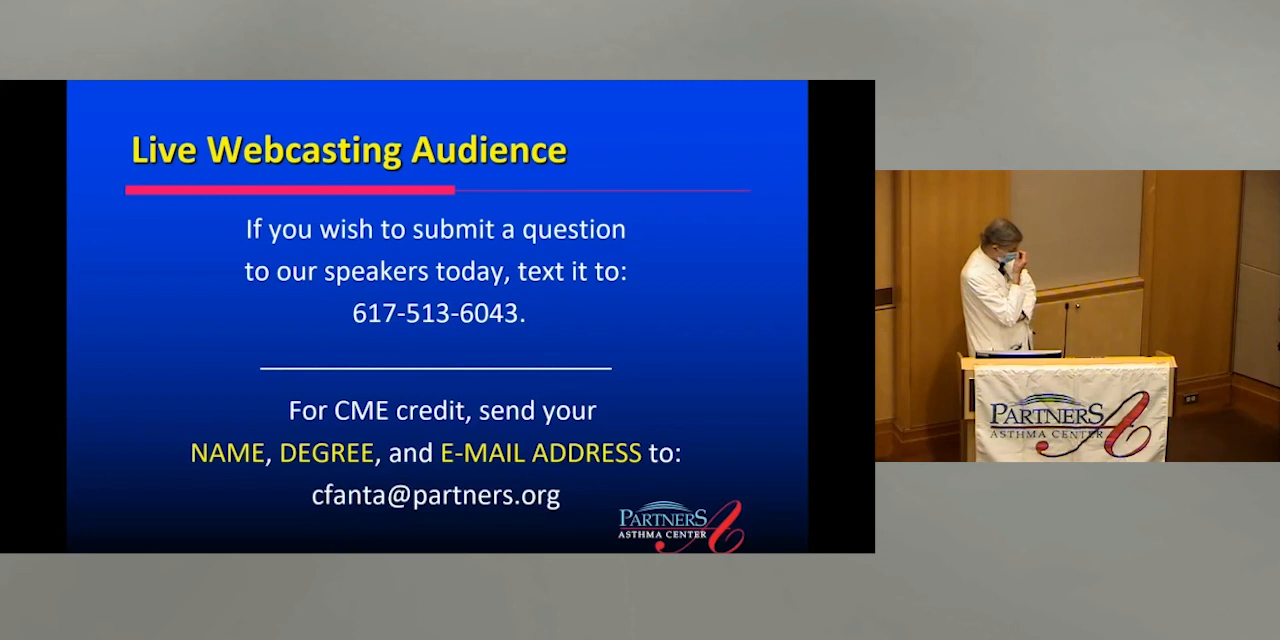 Live Webcasting Audience
If you wish to submit a question
to our speakers today, text it to:
617-513-6043.
For CME credit, send your
NAME, DEGREE, and E-MAIL ADDRESS to:
cfanta@partners.org
PARTNERS A
ASTHMA CENTER
PARTNERS A
ASTHMA CENTER